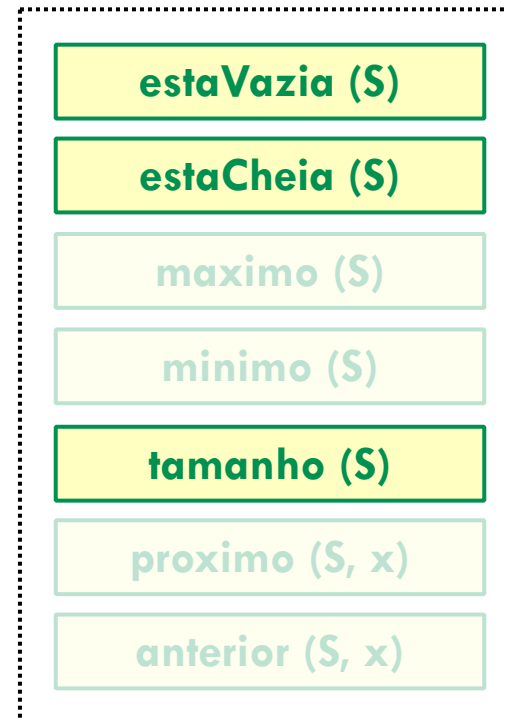 estaVazia (S)
estaCheia (S)
maximo (S)
minimo (S)
tamanho (S)
proximo (S, x)
anterior (S, x)